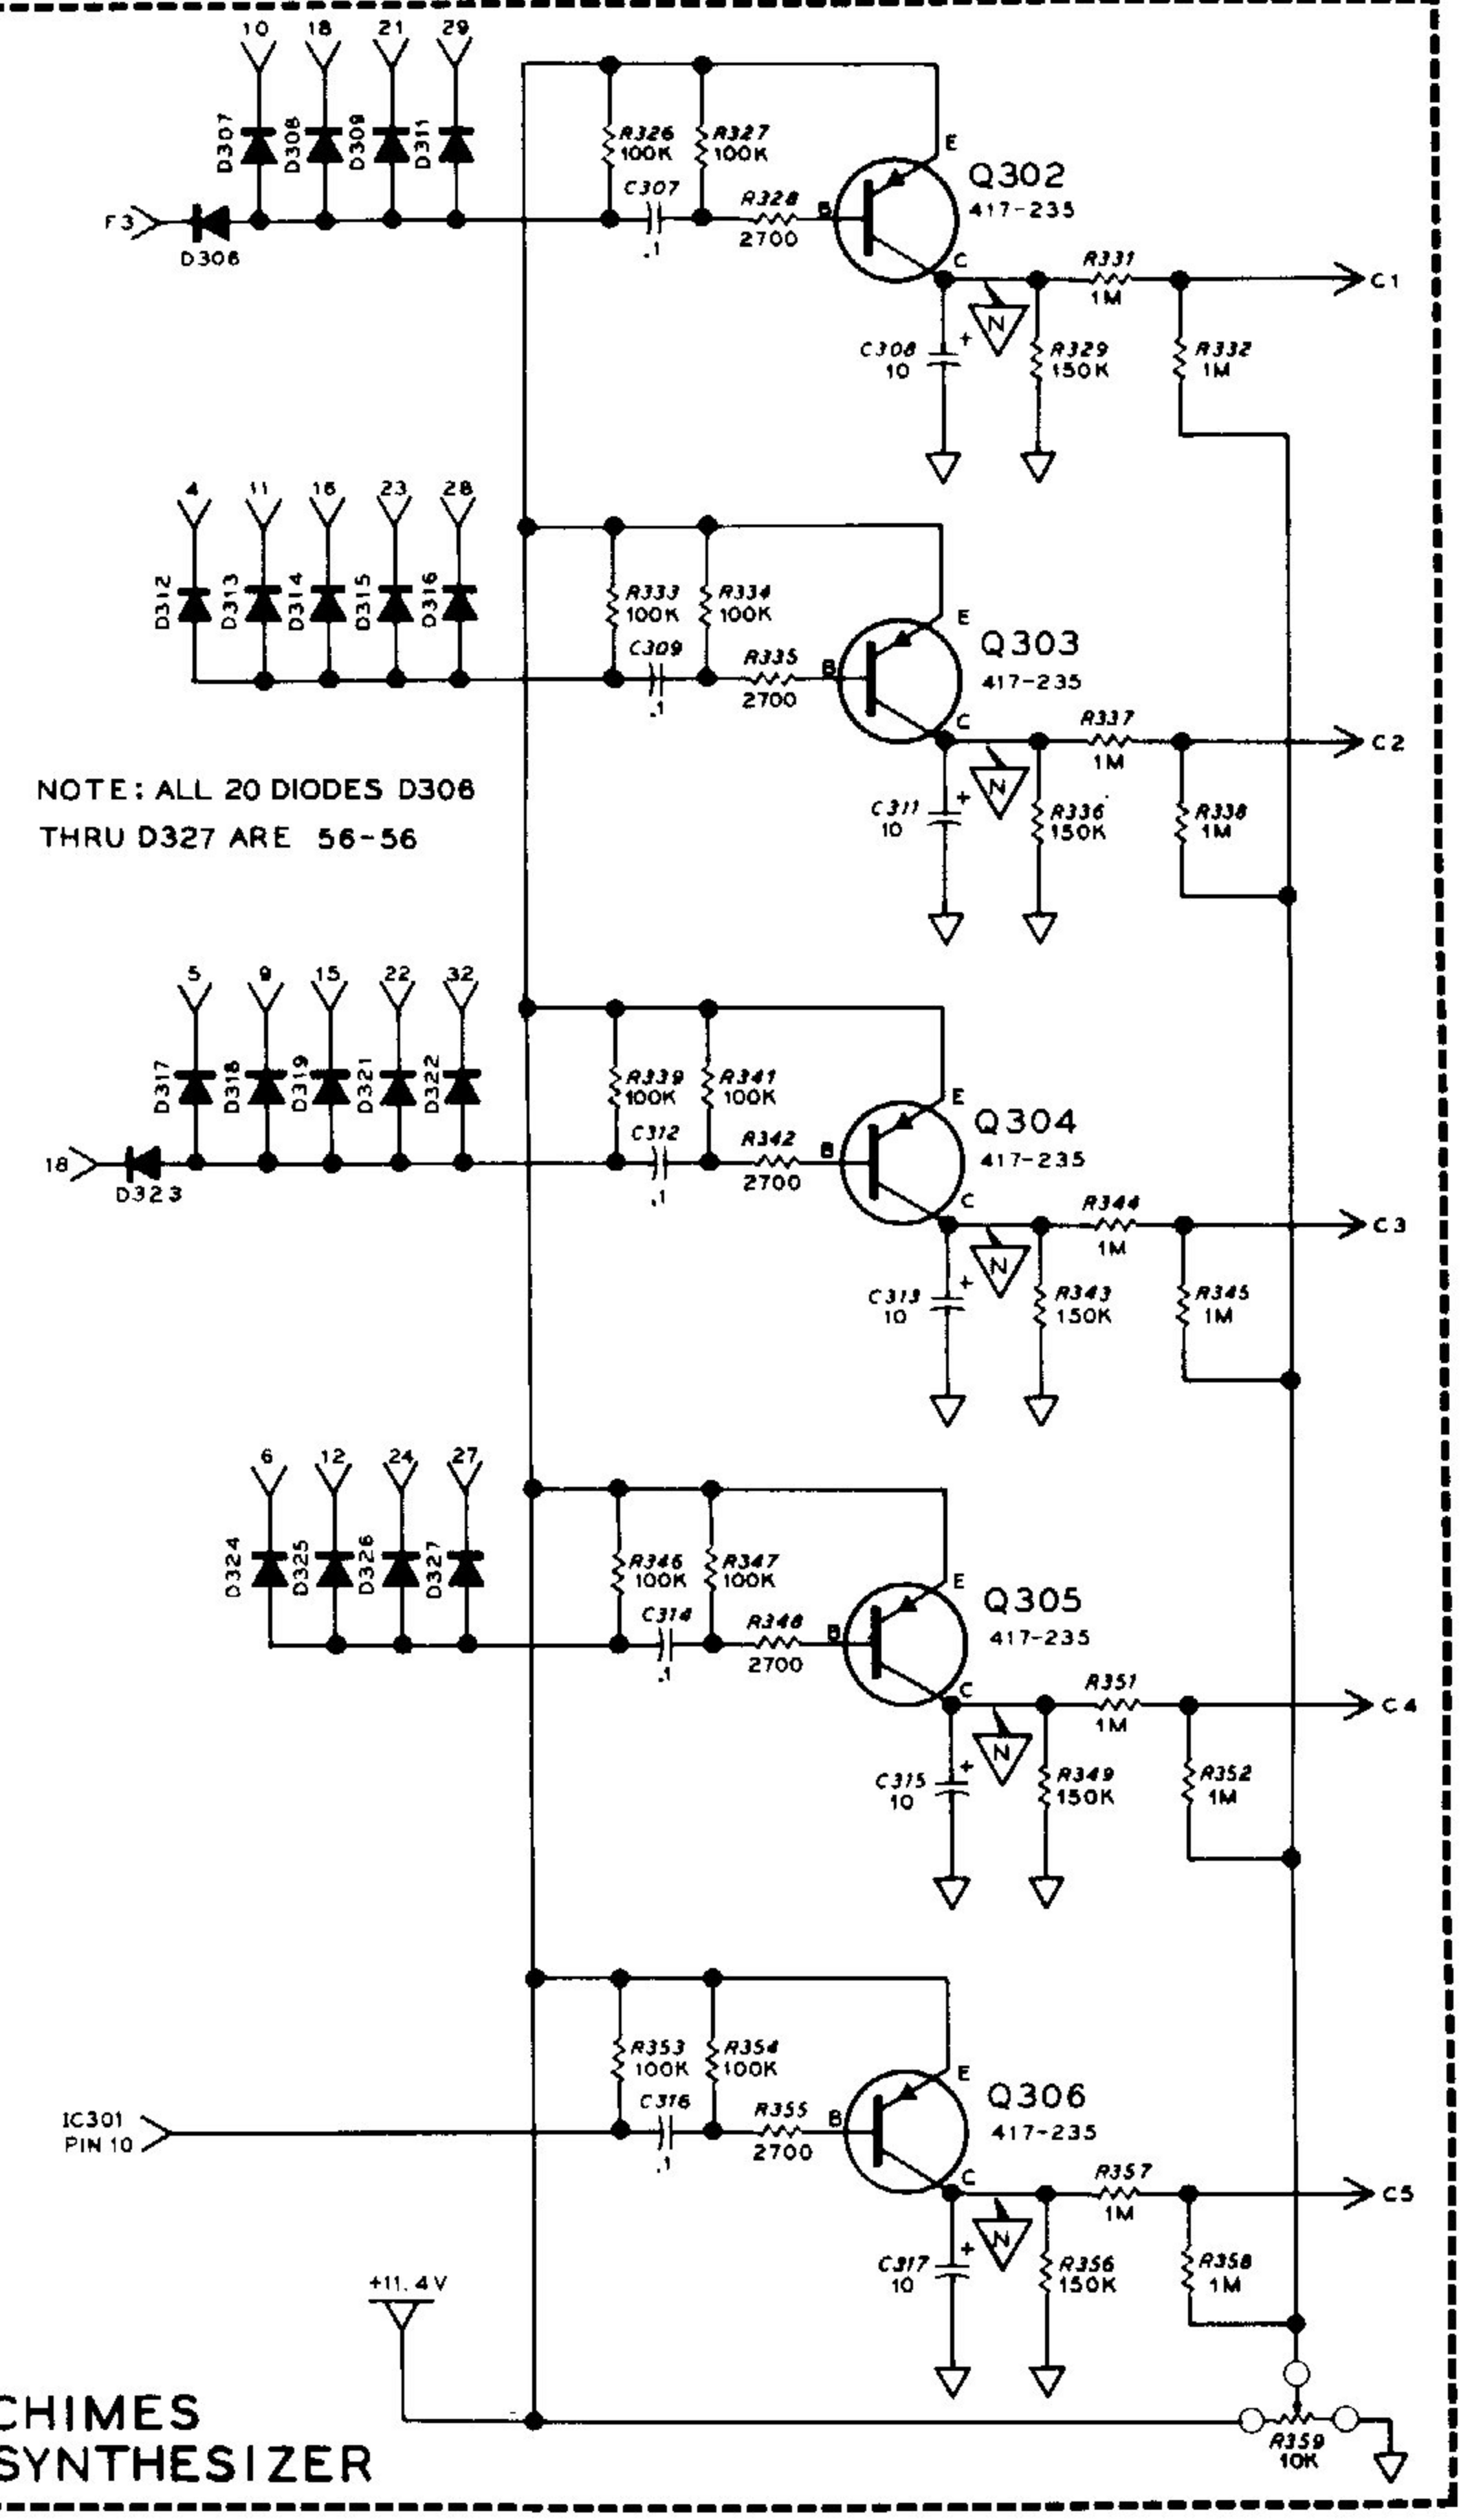 10 18 21 29
D307 D308 D309 D311
F3
D306
R326
100K
R327
100K
C307
.1
R328
2700
B
E
C
Q302
417-235
N
C308
10
+
R329
150K
R331
1M
R332
1M
C1
4 11 16 23 28
D312 D313 D314 D315 D316
R333
100K
R334
100K
C309
.1
R335
2700
B
E
C
Q303
417-235
N
C311
10
+
R336
150K
R337
1M
R338
1M
C2
NOTE: ALL 20 DIODES D306
THRU D327 ARE 56-56
5 9 15 22 32
D317 D318 D319 D321 D322
18
D323
R339
100K
R341
100K
C312
.1
R342
2700
B
E
C
Q304
417-235
N
C313
10
+
R343
150K
R344
1M
R345
1M
C3
6 12 24 27
D324 D325 D326 D327
R346
100K
R347
100K
C314
.1
R348
2700
B
E
C
Q305
417-235
N
C315
10
+
R349
150K
R351
1M
R352
1M
C4
IC301
PIN 10
R353
100K
R354
100K
C316
.1
R355
2700
B
E
C
Q306
417-235
N
C317
10
+
R356
150K
R357
1M
R358
1M
C5
+11.4V
R359
10K
CHIMES
SYNTHESIZER